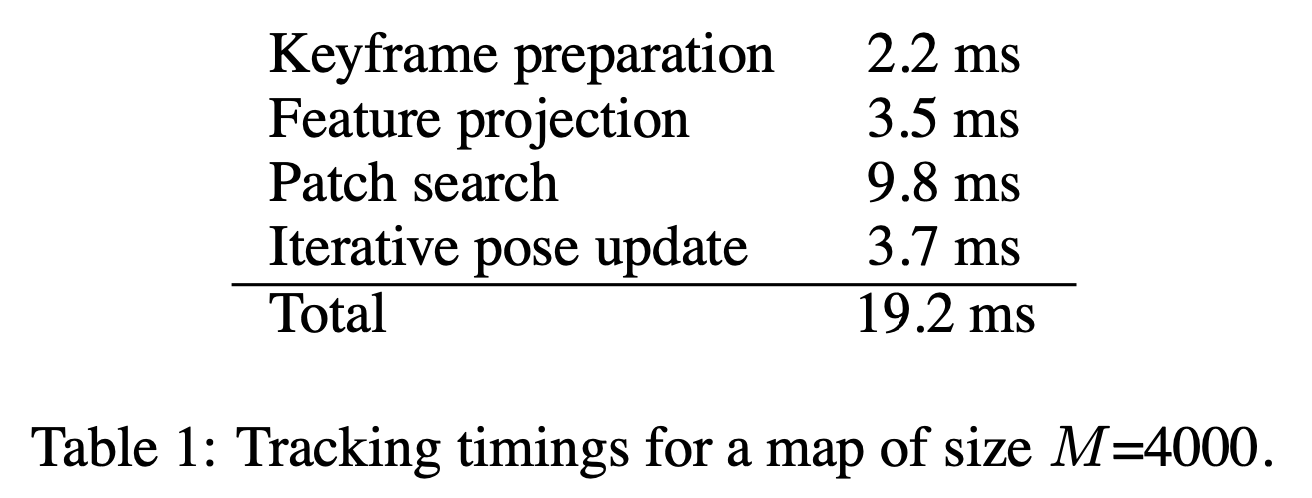 Keyframe preparation 2.2 ms
Feature projection 3.5 ms
Patch search 9.8 ms
Iterative pose update 3.7 ms
Total 19.2 ms
Table 1: Tracking timings for a map of size M=4000.